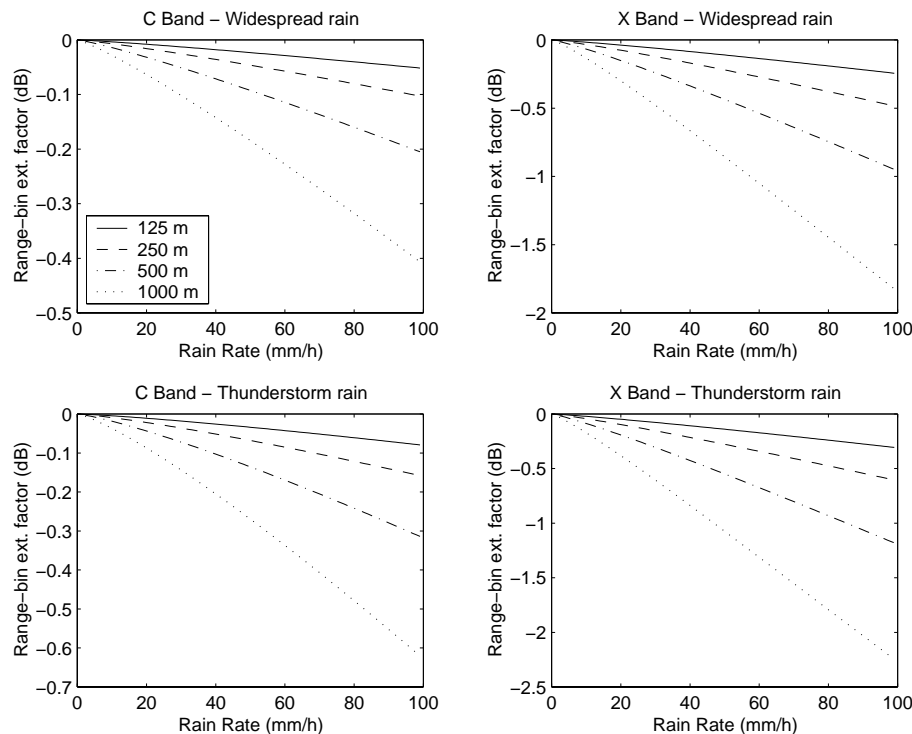 C Band − Widespread rain
0
−0.1
−0.2
−0.3
−0.4
−0.5
Range−bin ext. factor (dB)
125 m
250 m
500 m
1000 m
0 20 40 60 80 100
Rain Rate (mm/h)
X Band − Widespread rain
0
−0.5
−1
−1.5
−2
Range−bin ext. factor (dB)
0 20 40 60 80 100
Rain Rate (mm/h)
C Band − Thunderstorm rain
0
−0.1
−0.2
−0.3
−0.4
−0.5
−0.6
−0.7
Range−bin ext. factor (dB)
0 20 40 60 80 100
Rain Rate (mm/h)
X Band − Thunderstorm rain
0
−0.5
−1
−1.5
−2
−2.5
Range−bin ext. factor (dB)
0 20 40 60 80 100
Rain Rate (mm/h)